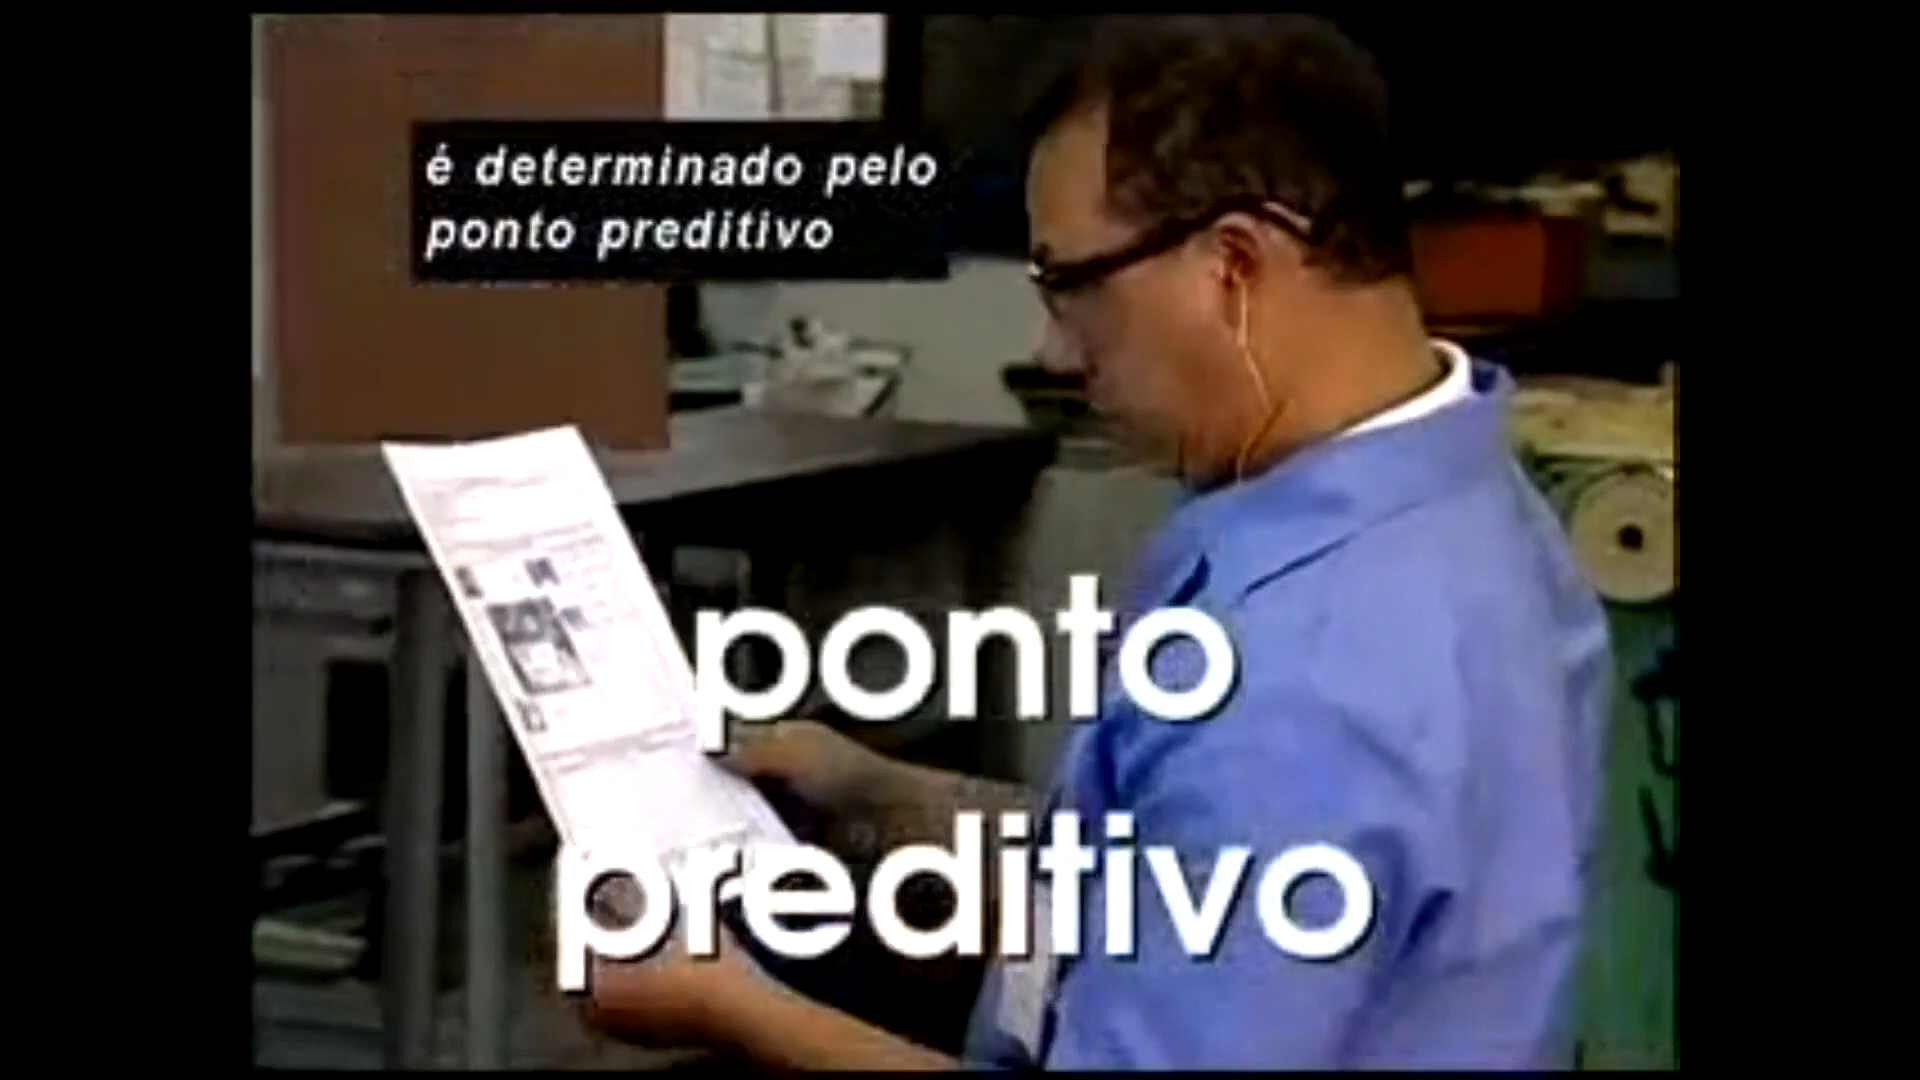 é determinado pelo
ponto preditivo
ponto
preditivo